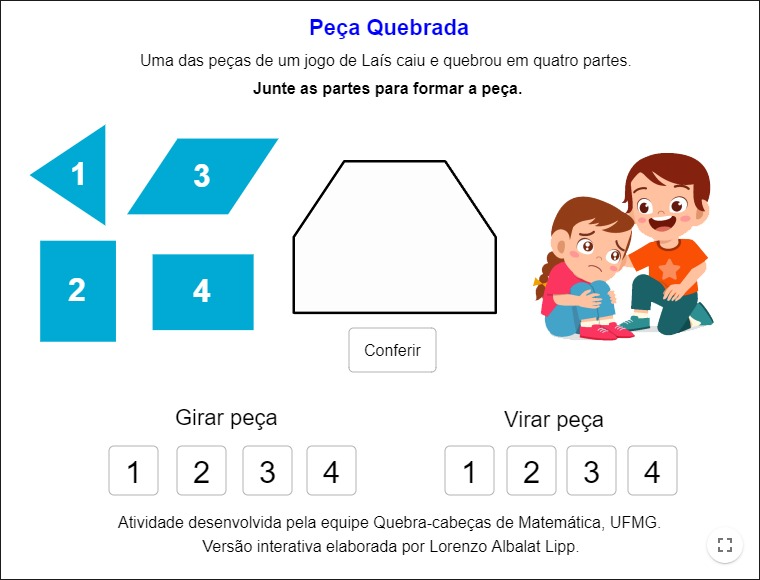 Peça Quebrada
Uma das peças de um jogo de Laís caiu e quebrou em quatro partes.
Junte as partes para formar a peça.
1
3
2
4
Conferir
Girar peça
Virar peça
1 2 3 4
1 2 3 4
Atividade desenvolvida pela equipe Quebra-cabeças de Matemática, UFMG.
Versão interativa elaborada por Lorenzo Albalat Lipp.